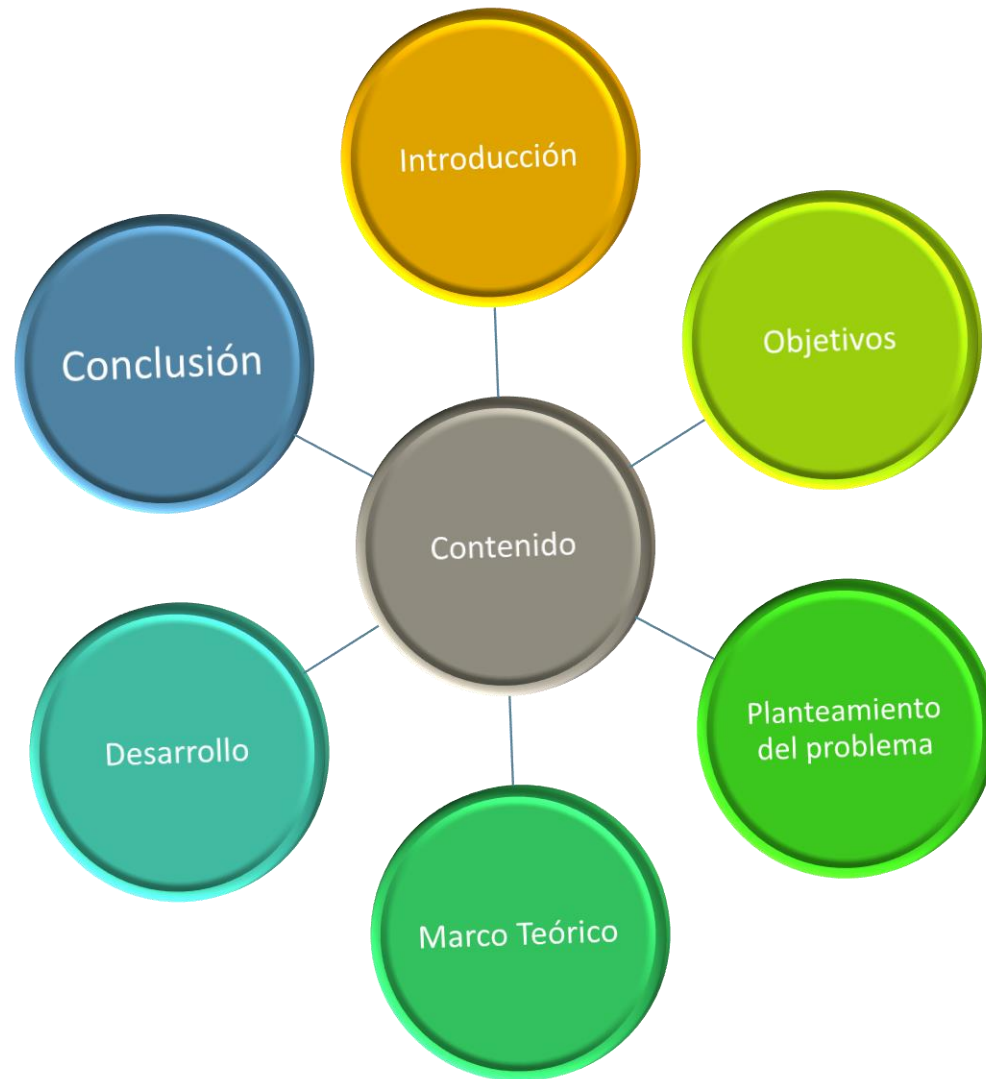 Introducción
Objetivos
Planteamiento
del problema
Marco Teórico
Desarrollo
Conclusión
Contenido